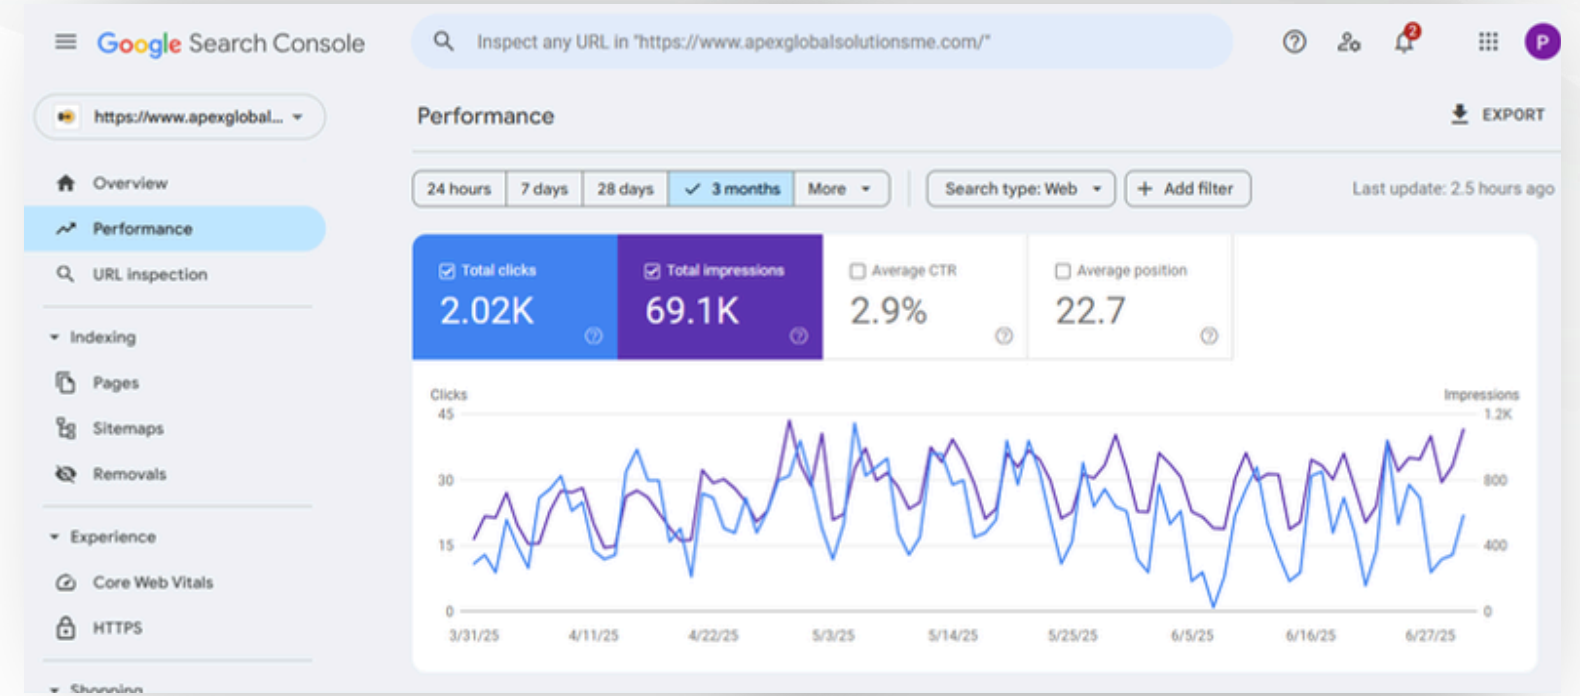 Google Search Console
Inspect any URL in "https://www.apexglobalsolutionsme.com/"
2
P
https://www.apexglobal...
Performance
EXPORT
Overview
Performance
URL inspection
Indexing
Pages
Sitemaps
Removals
Experience
Core Web Vitals
HTTPS
Shopping
24 hours 7 days 28 days 3 months More
Search type: Web
Add filter
Last update: 2.5 hours ago
Total clicks
2.02K
Total impressions
69.1K
Average CTR
2.9%
Average position
22.7
Clicks
Impressions
45
1.2K
30
800
15
400
0
0
3/31/25 4/11/25 4/22/25 5/3/25 5/14/25 5/25/25 6/5/25 6/16/25 6/27/25